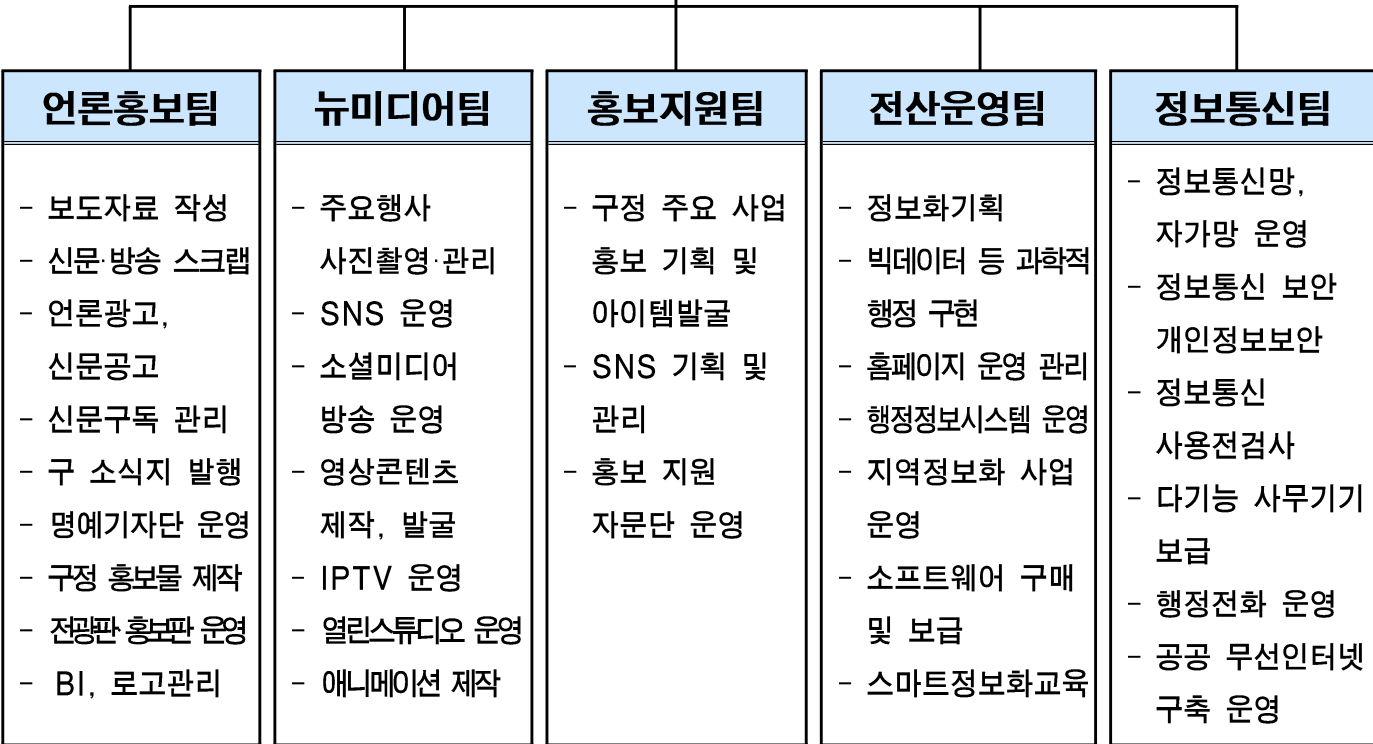 언론홍보팀
- 보도자료 작성
- 신문·방송 스크랩
- 언론광고,
신문공고
- 신문구독 관리
- 구 소식지 발행
- 명예기자단 운영
- 구정 홍보물 제작
- 전광판·홍보판 운영
- BI, 로고관리
뉴미디어팀
- 주요행사
사진촬영·관리
- SNS 운영
- 소셜미디어
방송 운영
- 영상콘텐츠
제작, 발굴
- IPTV 운영
- 열린스튜디오 운영
- 애니메이션 제작
홍보지원팀
- 구정 주요 사업
홍보 기획 및
아이템발굴
- SNS 기획 및
관리
- 홍보 지원
자문단 운영
전산운영팀
- 정보화기획
- 빅데이터 등 과학적
행정 구현
- 홈페이지 운영 관리
- 행정정보시스템 운영
- 지역정보화 사업
운영
- 소프트웨어 구매
및 보급
- 스마트정보화교육
정보통신팀
- 정보통신망,
자가망 운영
- 정보통신 보안
개인정보보안
- 정보통신
사용전검사
- 다기능 사무기기
보급
- 행정전화 운영
- 공공 무선인터넷
구축 운영